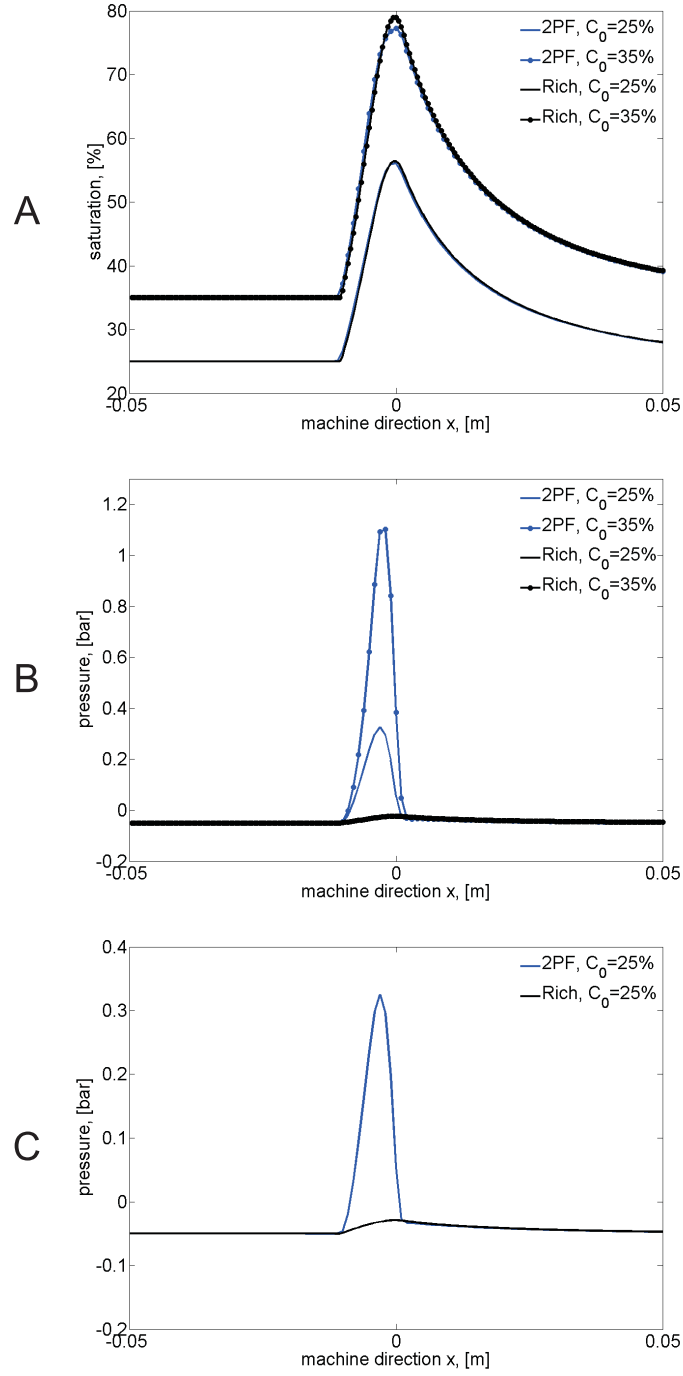 A
80
70
60
50
40
30
20
saturation, [%]
2PF, C0=25%
2PF, C0=35%
Rich, C0=25%
Rich, C0=35%
-0.05
0
0.05
machine direction x, [m]
B
1.2
1
0.8
0.6
0.4
0.2
0
-0.2
pressure, [bar]
2PF, C0=25%
2PF, C0=35%
Rich, C0=25%
Rich, C0=35%
-0.05
0
0.05
machine direction x, [m]
C
0.4
0.3
0.2
0.1
0
-0.1
-0.2
pressure, [bar]
2PF, C0=25%
Rich, C0=25%
-0.05
0
0.05
machine direction x, [m]